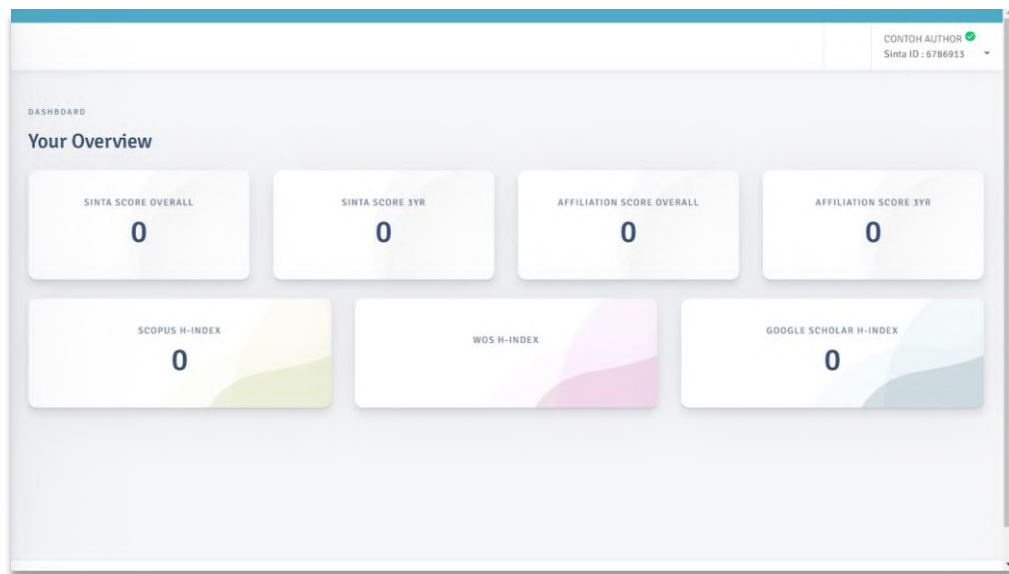 CONTOH AUTHOR
Sinta ID : 6786913
DASHBOARD
Your Overview
SINTA SCORE OVERALL
0
SINTA SCORE 3YR
0
AFFILIATION SCORE OVERALL
0
AFFILIATION SCORE 3YR
0
SCOPUS H-INDEX
0
WOS H-INDEX
GOOGLE SCHOLAR H-INDEX
0